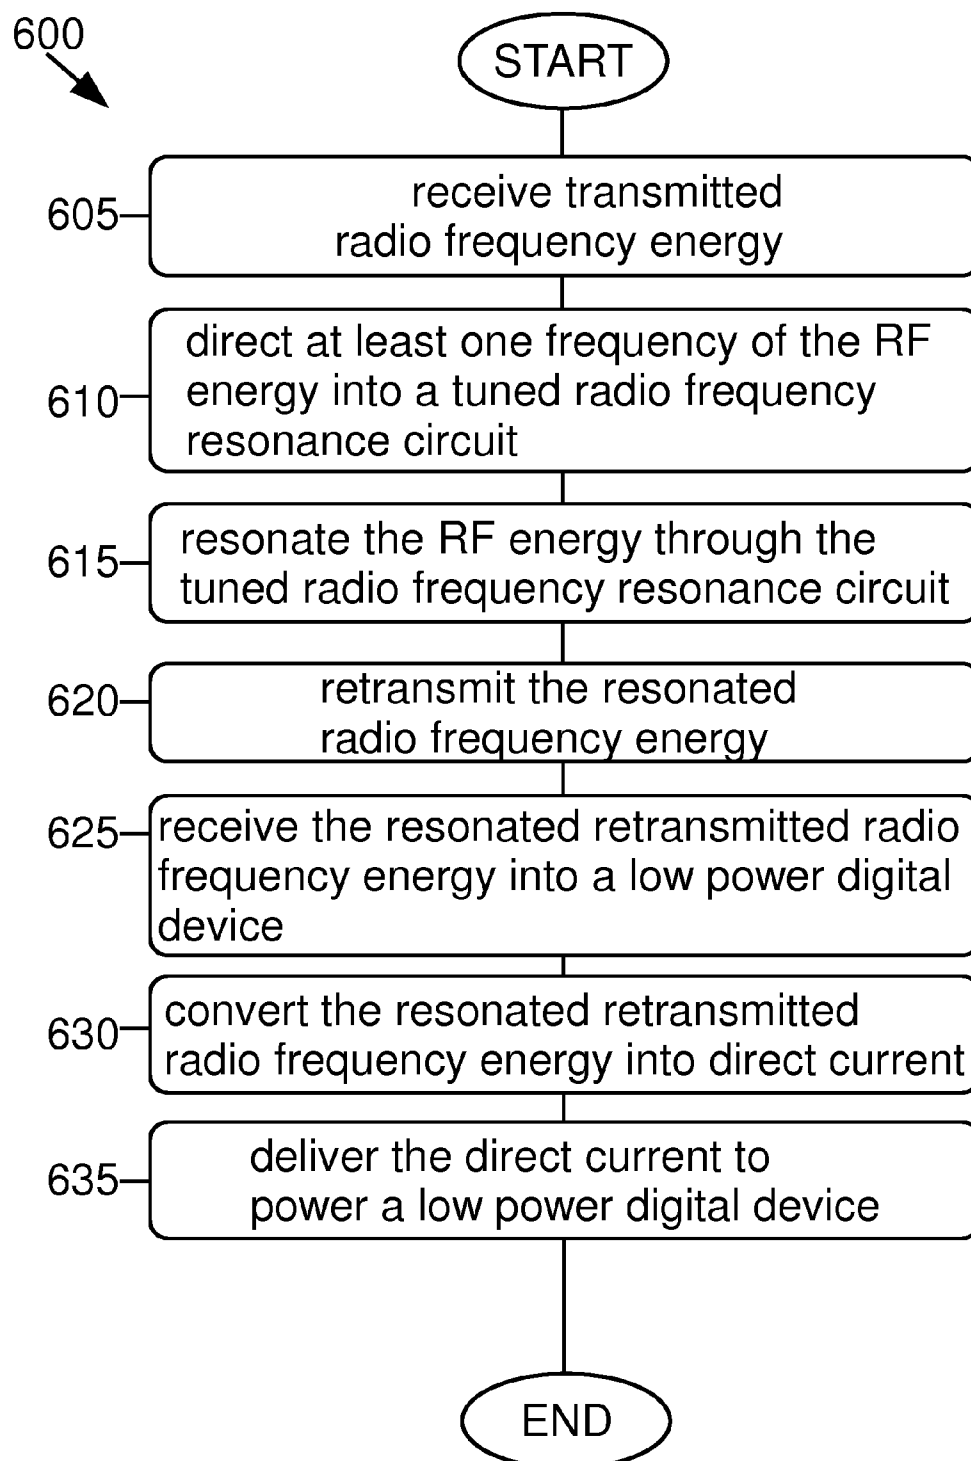 600
START
605
receive transmitted
radio frequency energy
610
direct at least one frequency of the RF
energy into a tuned radio frequency
resonance circuit
615
resonate the RF energy through the
tuned radio frequency resonance circuit
620
retransmit the resonated
radio frequency energy
625
receive the resonated retransmitted radio
frequency energy into a low power digital
device
630
convert the resonated retransmitted
radio frequency energy into direct current
635
deliver the direct current to
power a low power digital device
END